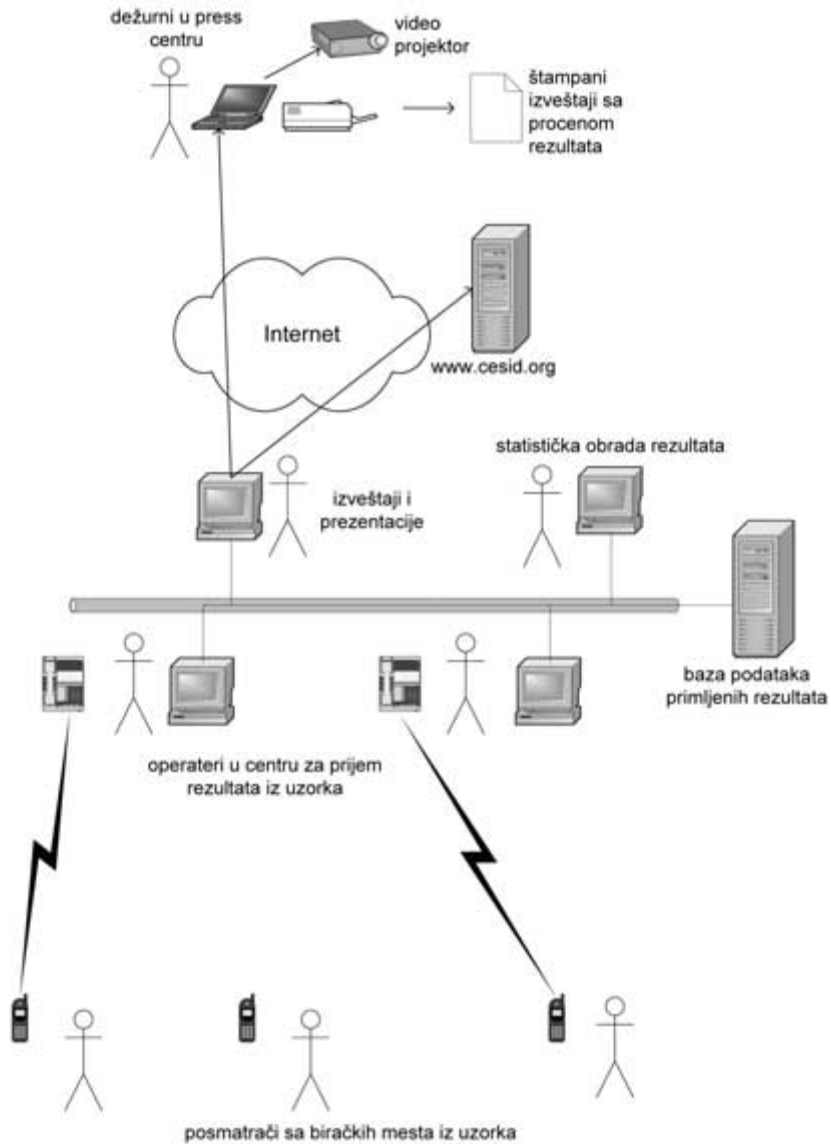 dežurni u press
centru
video
projektor
štampani
izveštaji sa
procenom
rezultata
Internet
www.cesid.org
statistička obrada rezultata
izveštaji i
prezentacije
baza podataka
primljenih rezultata
operateri u centru za prijem
rezultata iz uzorka
posmatrači sa biračkih mesta iz uzorka